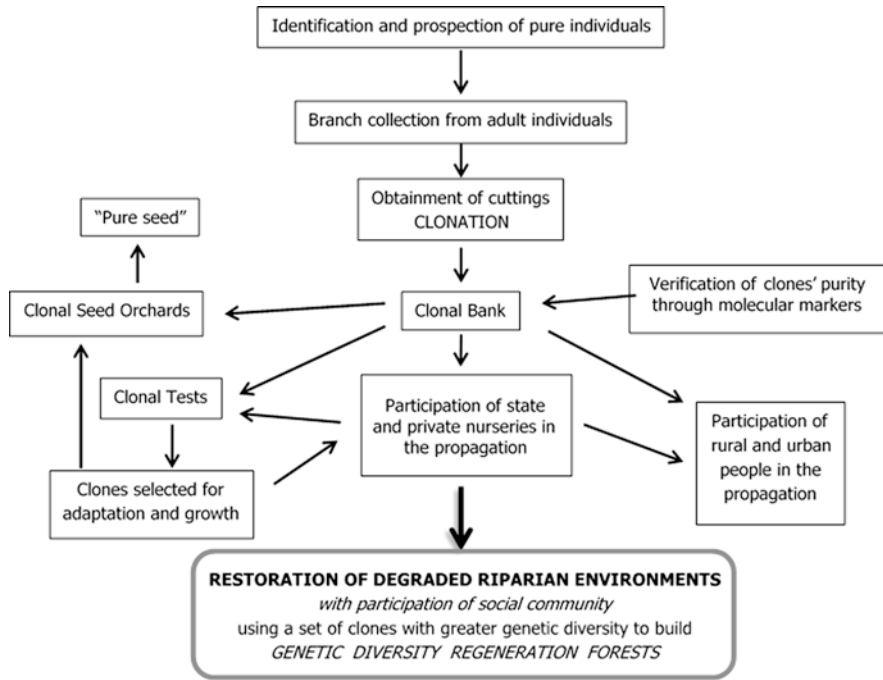 Identification and prospection of pure individuals
Branch collection from adult individuals
Obtainment of cuttings
CLONATION
“Pure seed”
Verification of clones’ purity
through molecular markers
Clonal Seed Orchards
Clonal Bank
Clonal Tests
Participation of state
and private nurseries in
the propagation
Participation of
rural and urban
people in the
propagation
Clones selected for
adaptation and growth
RESTORATION OF DEGRADED RIPARIAN ENVIRONMENTS
with participation of social community
using a set of clones with greater genetic diversity to build
GENETIC DIVERSITY REGENERATION FORESTS